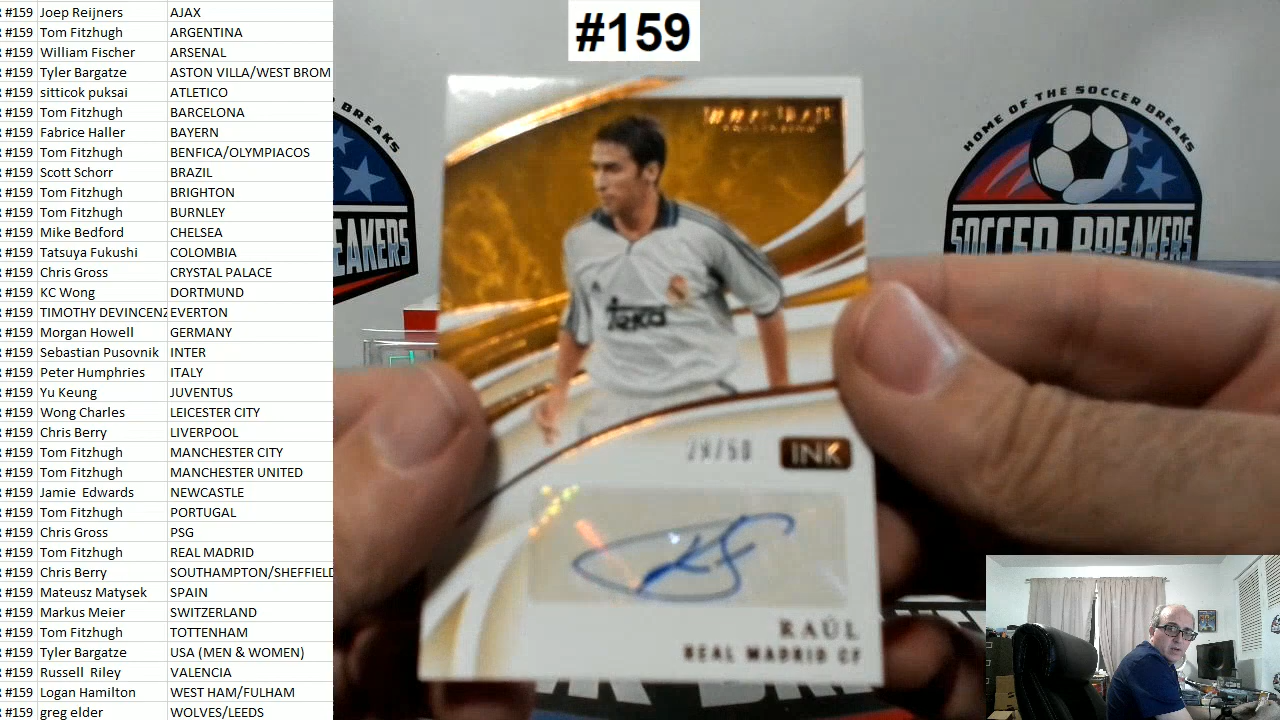 #159 Joep Reijners AJAX
#159 Tom Fitzhugh ARGENTINA
#159 William Fischer ARSENAL
#159 Tyler Bargatze ASTON VILLA/WEST BROM
#159 sitticok puksai ATLETICO
#159 Tom Fitzhugh BARCELONA
#159 Fabrice Haller BAYERN
#159 Tom Fitzhugh BENFICA/OLYMPIACOS
#159 Scott Schorr BRAZIL
#159 Tom Fitzhugh BRIGHTON
#159 Tom Fitzhugh BURNLEY
#159 Mike Bedford CHELSEA
#159 Tatsuya Fukushi COLOMBIA
#159 Chris Gross CRYSTAL PALACE
#159 KC Wong DORTMUND
#159 TIMOTHY DEVINCENZ EVERTON
#159 Morgan Howell GERMANY
#159 Sebastian Pusovnik INTER
#159 Peter Humphries ITALY
#159 Yu Keung JUVENTUS
#159 Wong Charles LEICESTER CITY
#159 Chris Berry LIVERPOOL
#159 Tom Fitzhugh MANCHESTER CITY
#159 Tom Fitzhugh MANCHESTER UNITED
#159 Jamie Edwards NEWCASTLE
#159 Tom Fitzhugh PORTUGAL
#159 Chris Gross PSG
#159 Tom Fitzhugh REAL MADRID
#159 Chris Berry SOUTHAMPTON/SHEFFIELD
#159 Mateusz Matysek SPAIN
#159 Markus Meier SWITZERLAND
#159 Tom Fitzhugh TOTTENHAM
#159 Tyler Bargatze USA (MEN & WOMEN)
#159 Russell Riley VALENCIA
#159 Logan Hamilton WEST HAM/FULHAM
#159 greg elder WOLVES/LEEDS
#159
BREAKS
EAKERS
HOME OF THE SOCCER BREAKS
SOCCER BREAKERS
IMMACULATE
COLLECTION
Teka
29/50
INK
RAÚL
REAL MADRID CF